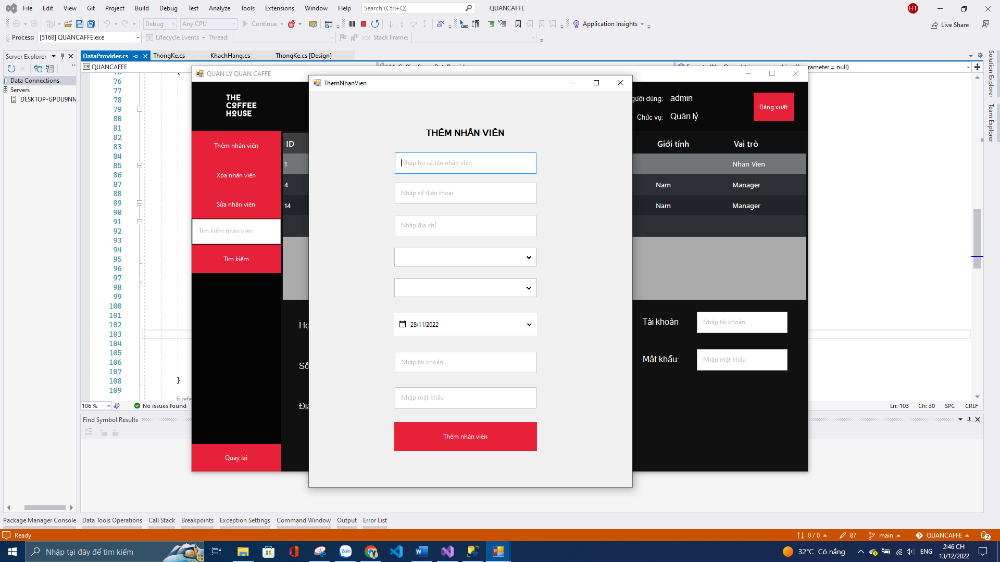 File Edit View Git Project Build Debug Test Analyze Tools Extensions Window Help Search (Ctrl+Q) QUANCAFFE HT
Debug Any CPU Continue Application Insights Live Share
Process: [5168] QUANCAFFE.exe Lifecycle Events Thread: Stack Frame:
Server Explorer
DataProvider.cs ThongKe.cs KhachHang.cs ThongKe.cs [Design]
QUANCAFFE
rameter = null)
Data Connections
Servers
DESKTOP-GPDU9NM
Solution Explorer
Team Explorer
76
77
78
79
80
81
82
83
84
85
86
87
88
89
90
91
92
93
94
95
96
97
98
99
100
101
102
103
104
105
106
107
108 }
109
6 refe
QUẢN LÝ QUÁN CAFFE
THE
COFFEE
HOUSE
gười dùng: admin
Chức vụ: Quản lý
Đăng xuất
Thêm nhân viên
Xóa nhân viên
Sửa nhân viên
Tìm kiếm nhân viên
Tìm kiếm
Quay lại
ID Giới tính Vai trò
1 Nhan Vien
4 Nam Manager
14 Nam Manager
Họ
Số
Địa
Tài khoản Nhập tài khoản
Mật khẩu: Nhập mật khẩu
ThemNhanVien
THÊM NHÂN VIÊN
Nhập họ và tên nhân viên
Nhập số điện thoại
Nhập địa chỉ
28/11/2022
Nhập tài khoản
Nhập mật khẩu
Thêm nhân viên
106 % No issues found Ln: 103 Ch: 30 SPC CRLF
Find Symbol Results
Package Manager Console Data Tools Operations Call Stack Breakpoints Exception Settings Command Window Output Error List
Ready 0 / 0 87 main QUANCAFFE 2
Nhập tại đây để tìm kiếm Zalo 32°C Có nắng ENG 2:46 CH
13/12/2022